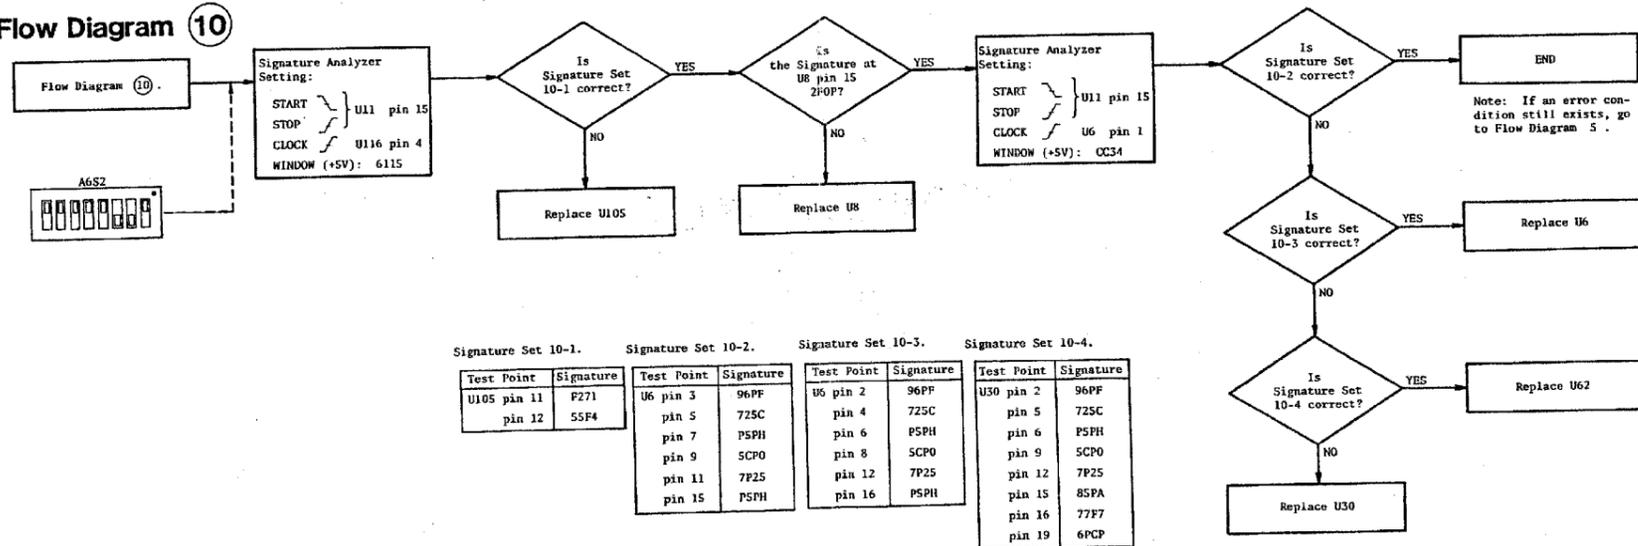 Flow Diagram 10
Flow Diagram 10 .
A6S2
Signature Analyzer
Setting:
START
STOP
U11 pin 15
CLOCK U116 pin 4
WINDOW (+5V): 6115
Is
Signature Set
10-1 correct?
YES
NO
Replace U105
Is
the Signature at
U8 pin 15
2F0P?
YES
NO
Replace U8
Signature Analyzer
Setting:
START
STOP
U11 pin 15
CLOCK U6 pin 1
WINDOW (+5V): CC34
Is
Signature Set
10-2 correct?
YES
END
Note: If an error con-
dition still exists, go
to Flow Diagram 5 .
NO
Is
Signature Set
10-3 correct?
YES
Replace U6
NO
Is
Signature Set
10-4 correct?
YES
Replace U62
NO
Replace U30
Signature Set 10-1.
Test Point Signature
U105 pin 11 F271
pin 12 55F4
Signature Set 10-2.
Test Point Signature
U6 pin 3 96PF
pin 5 725C
pin 7 P5PH
pin 9 5CP0
pin 11 7P25
pin 15 P5PH
Signature Set 10-3.
Test Point Signature
U6 pin 2 96PF
pin 4 725C
pin 6 P5PH
pin 8 5CP0
pin 12 7P25
pin 16 P5PH
Signature Set 10-4.
Test Point Signature
U30 pin 2 96PF
pin 5 725C
pin 6 P5PH
pin 9 5CP0
pin 12 7P25
pin 15 85PA
pin 16 77F7
pin 19 6PCP